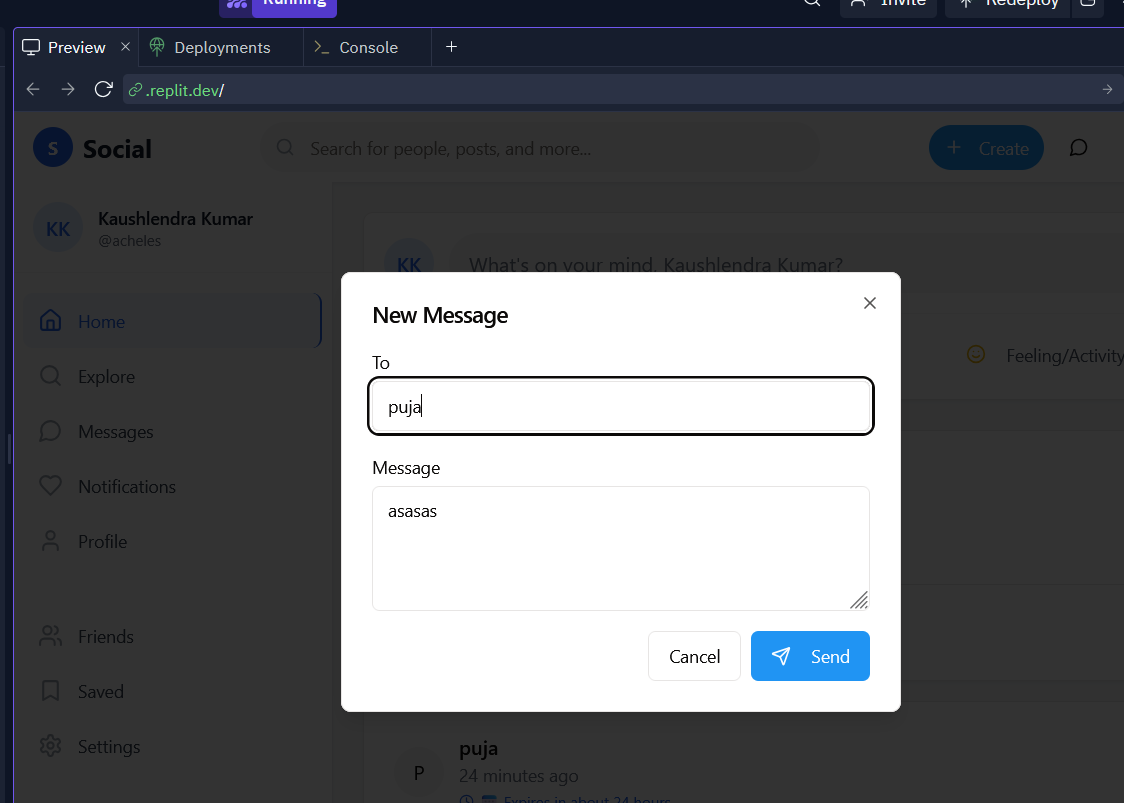 Running
Invite
Redeploy
Preview
Deployments
Console
.replit.dev/
S
Social
Search for people, posts, and more...
Create
KK
Kaushlendra Kumar
@acheles
KK
What's on your mind, Kaushlendra Kumar?
Home
Explore
Messages
Notifications
Profile
Friends
Saved
Settings
Feeling/Activity
New Message
To
puja
Message
asasas
Cancel
Send
P
puja
24 minutes ago
Expires in about 24 hours